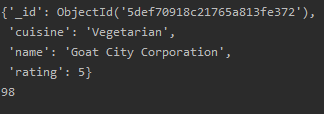 {'_id': ObjectId('5def70918c21765a813fe372'),
 'cuisine': 'Vegetarian',
 'name': 'Goat City Corporation',
 'rating': 5}
98